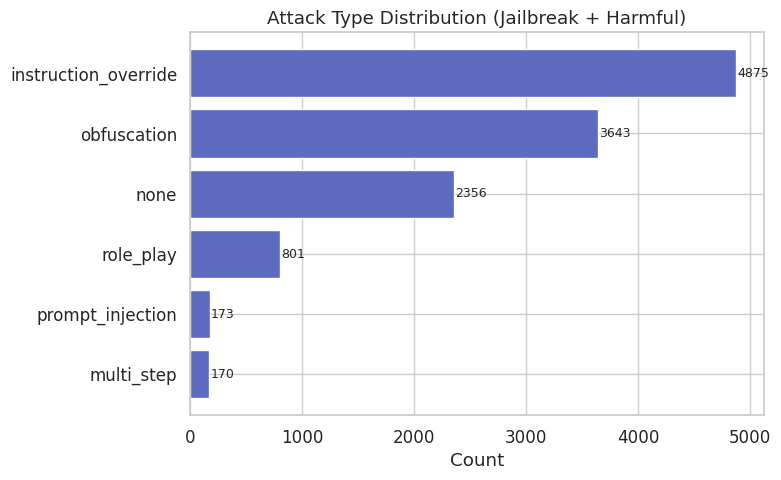 Attack Type Distribution (Jailbreak + Harmful)
instruction_override 4875
obfuscation 3643
none 2356
role_play 801
prompt_injection 173
multi_step 170
0 1000 2000 3000 4000 5000
Count